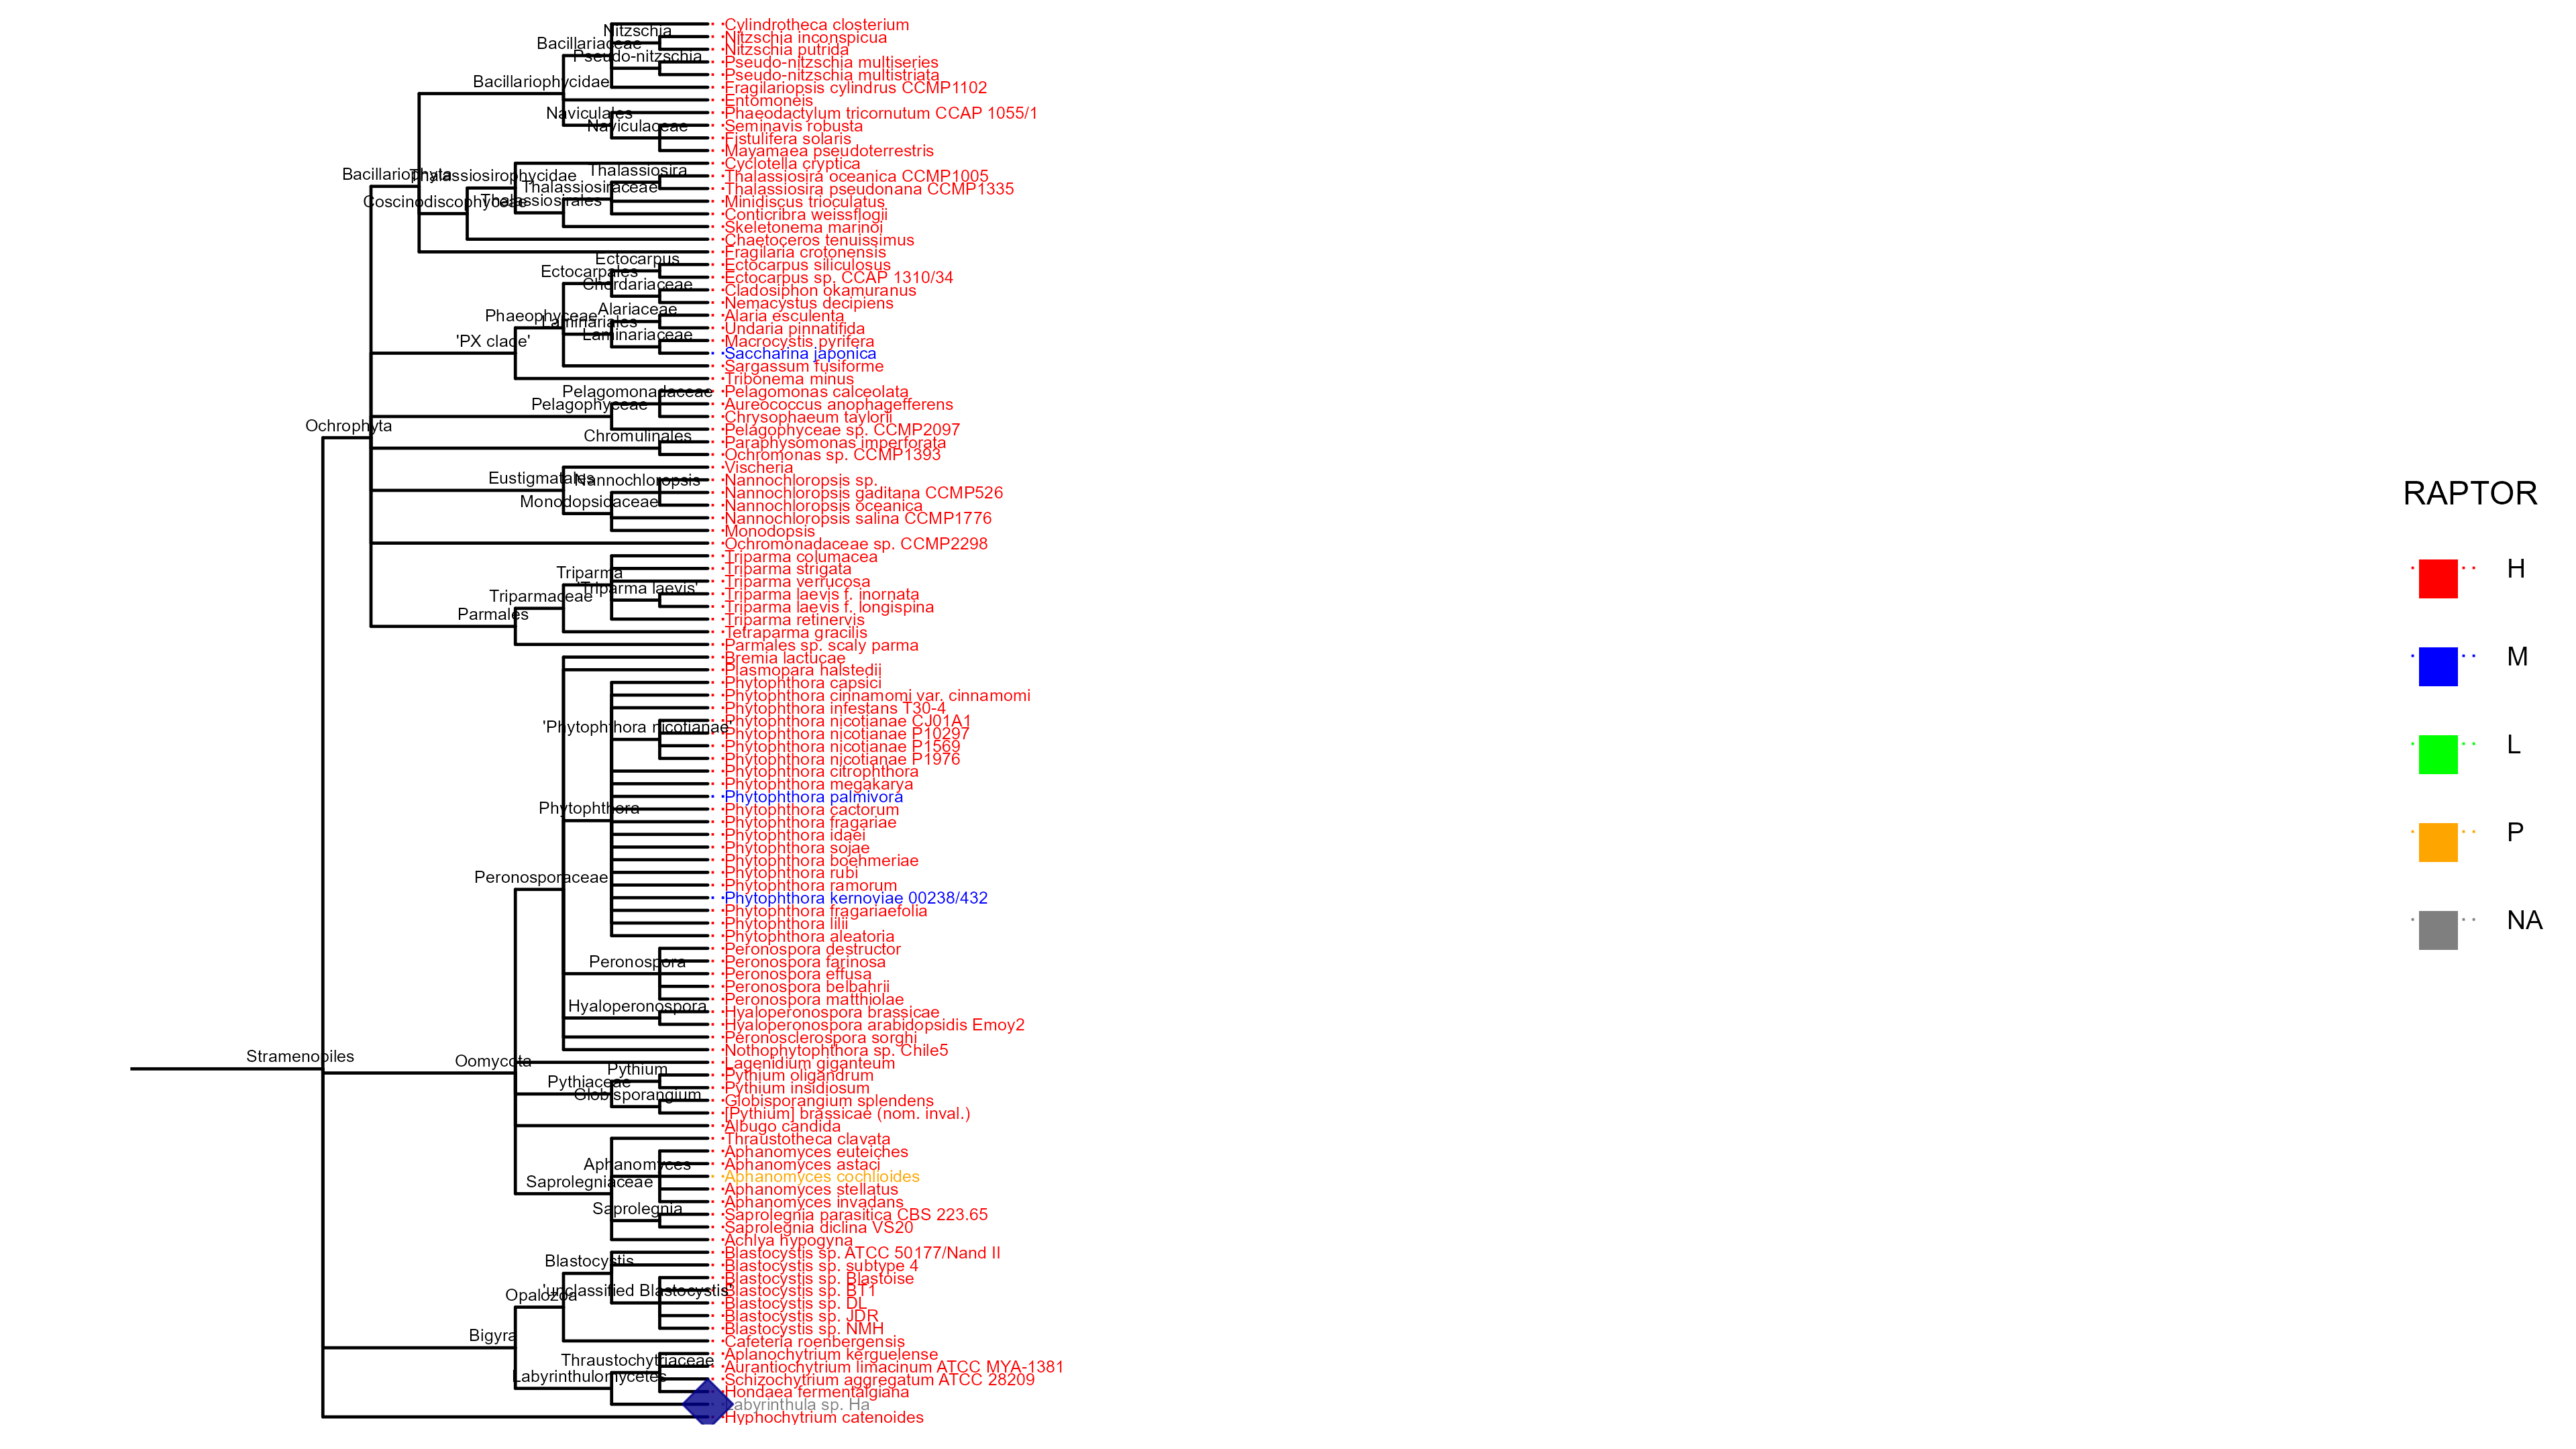 Cylindrotheca closterium
Nitzschia
Nitzschia inconspicua
Bacillariaceae
Nitzschia putrida
Pseudo-nitzschia
Pseudo-nitzschia multiseries
Pseudo-nitzschia multistriata
Bacillariophycidae
Fragilariopsis cylindrus CCMP1102
Entomoneis
Naviculales
Phaeodactylum tricornutum CCAP 1055/1
Naviculaceae
Seminavis robusta
Fistulifera solaris
Mayamaea pseudoterrestris
Cyclotella cryptica
Thalassiosira
Bacillariophyta
Thalassiosirophycidae
Thalassiosira oceanica CCMP1005
Thalassiosiraceae
Thalassiosira pseudonana CCMP1335
Coscinodiscophyceae
Thalassiosirales
Minidiscus trioculatus
Conticribra weissflogii
Skeletonema marinoi
Chaetoceros tenuissimus
Fragilaria crotonensis
Ectocarpus
Ectocarpus siliculosus
Ectocarpales
Ectocarpus sp. CCAP 1310/34
Chordariaceae
Cladosiphon okamuranus
Nemacystus decipiens
Alariaceae
Phaeophyceae
Alaria esculenta
Laminariales
Undaria pinnatifida
Laminariaceae
'PX clade'
Macrocystis pyrifera
Saccharina japonica
Sargassum fusiforme
Tribonema minus
Pelagomonadaceae
Pelagomonas calceolata
Pelagophyceae
Aureococcus anophagefferens
Chrysophaeum taylorii
Ochrophyta
Pelagophyceae sp. CCMP2097
Chromulinales
Paraphysomonas imperforata
Ochromonas sp. CCMP1393
Vischeria
Eustigmatales
Nannochloropsis
Nannochloropsis sp.
Nannochloropsis gaditana CCMP526
Monodopsidaceae
Nannochloropsis oceanica
Nannochloropsis salina CCMP1776
Monodopsis
Ochromonadaceae sp. CCMP2298
Triparma columacea
Triparma
Triparma strigata
Triparma verrucosa
'Triparma laevis'
Triparmaceae
Triparma laevis f. inornata
Triparma laevis f. longispina
Parmales
Triparma retinervis
Tetraparma gracilis
Parmales sp. scaly parma
Bremia lactucae
Plasmopara halstedii
Phytophthora capsici
Phytophthora cinnamomi var. cinnamomi
Phytophthora infestans T30-4
'Phytophthora nicotianae'
Phytophthora nicotianae CJ01A1
Phytophthora nicotianae P10297
Phytophthora nicotianae P1569
Phytophthora nicotianae P1976
Phytophthora citrophthora
Phytophthora megakarya
Phytophthora palmivora
Phytophthora
Phytophthora cactorum
Phytophthora fragariae
Phytophthora idaei
Phytophthora sojae
Phytophthora boehmeriae
Phytophthora rubi
Peronosporaceae
Phytophthora ramorum
Phytophthora kernoviae 00238/432
Phytophthora fragariaefolia
Phytophthora lilii
Phytophthora aleatoria
Peronospora destructor
Peronospora
Peronospora farinosa
Peronospora effusa
Peronospora belbahrii
Peronospora matthiolae
Hyaloperonospora
Hyaloperonospora brassicae
Hyaloperonospora arabidopsidis Emoy2
Peronosclerospora sorghi
Nothophytophthora sp. Chile5
Stramenopiles
Oomycota
Lagenidium giganteum
Pythium
Pythium oligandrum
Pythiaceae
Pythium insidiosum
Globisporangium
Globisporangium splendens
[Pythium] brassicae (nom. inval.)
Albugo candida
Thraustotheca clavata
Aphanomyces euteiches
Aphanomyces
Aphanomyces astaci
Aphanomyces cochlioides
Saprolegniaceae
Aphanomyces stellatus
Aphanomyces invadans
Saprolegnia
Saprolegnia parasitica CBS 223.65
Saprolegnia diclina VS20
Achlya hypogyna
Blastocystis sp. ATCC 50177/Nand II
Blastocystis
Blastocystis sp. subtype 4
Blastocystis sp. Blastoise
'unclassified Blastocystis'
Opalozoa
Blastocystis sp. BT1
Blastocystis sp. DL
Blastocystis sp. JDR
Blastocystis sp. NMH
Bigyra
Cafeteria roenbergensis
Aplanochytrium kerguelense
Thraustochytriaceae
Aurantiochytrium limacinum ATCC MYA-1381
Labyrinthulomycetes
Schizochytrium aggregatum ATCC 28209
Hondaea fermentalgiana
Labyrinthula sp. Ha
Hyphochytrium catenoides
RAPTOR
H
M
L
P
NA